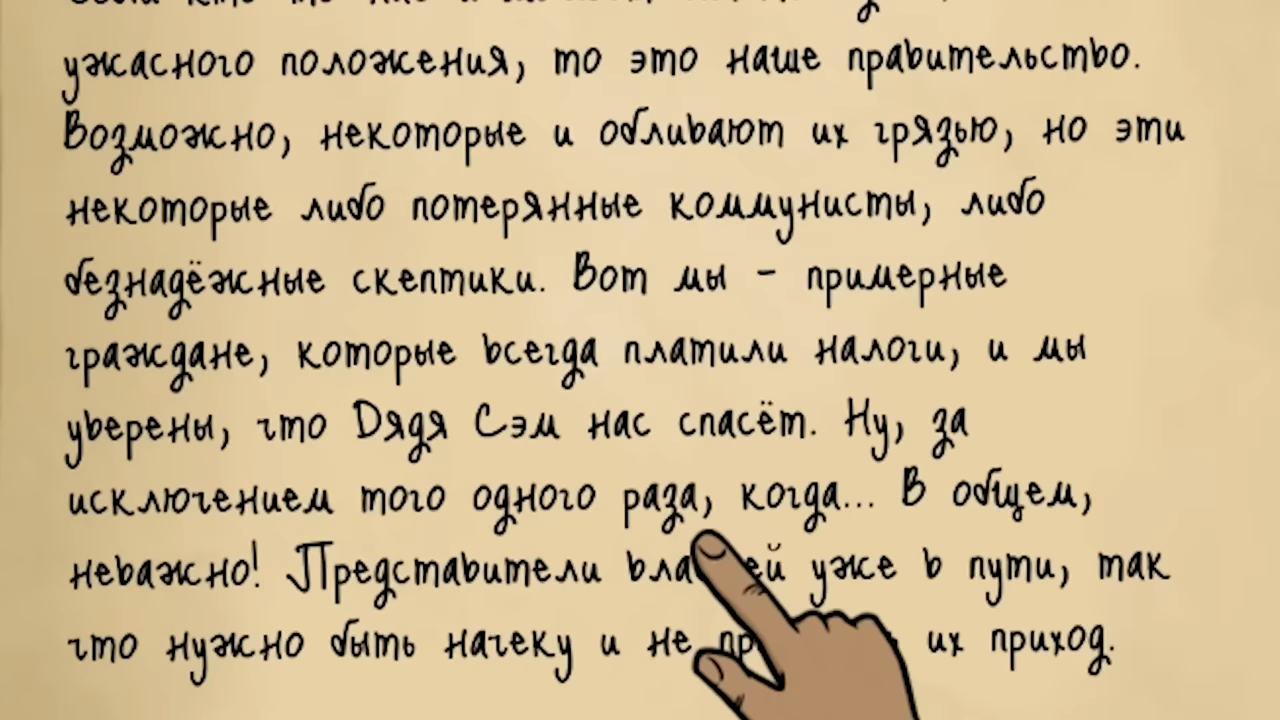 ужасного положения, то это наше правительство.
Возможно, некоторые и обливают их грязью, но эти
некоторые либо потерянные коммунисты, либо
безнадёжные скептики. Вот мы - примерные
граждане, которые всегда платили налоги, и мы
уверены, что Дядя Сэм нас спасёт. Ну, за
исключением того одного раза, когда... В общем,
неважно! Представители уже в пути, так
что нужно быть начеку и не их приход.